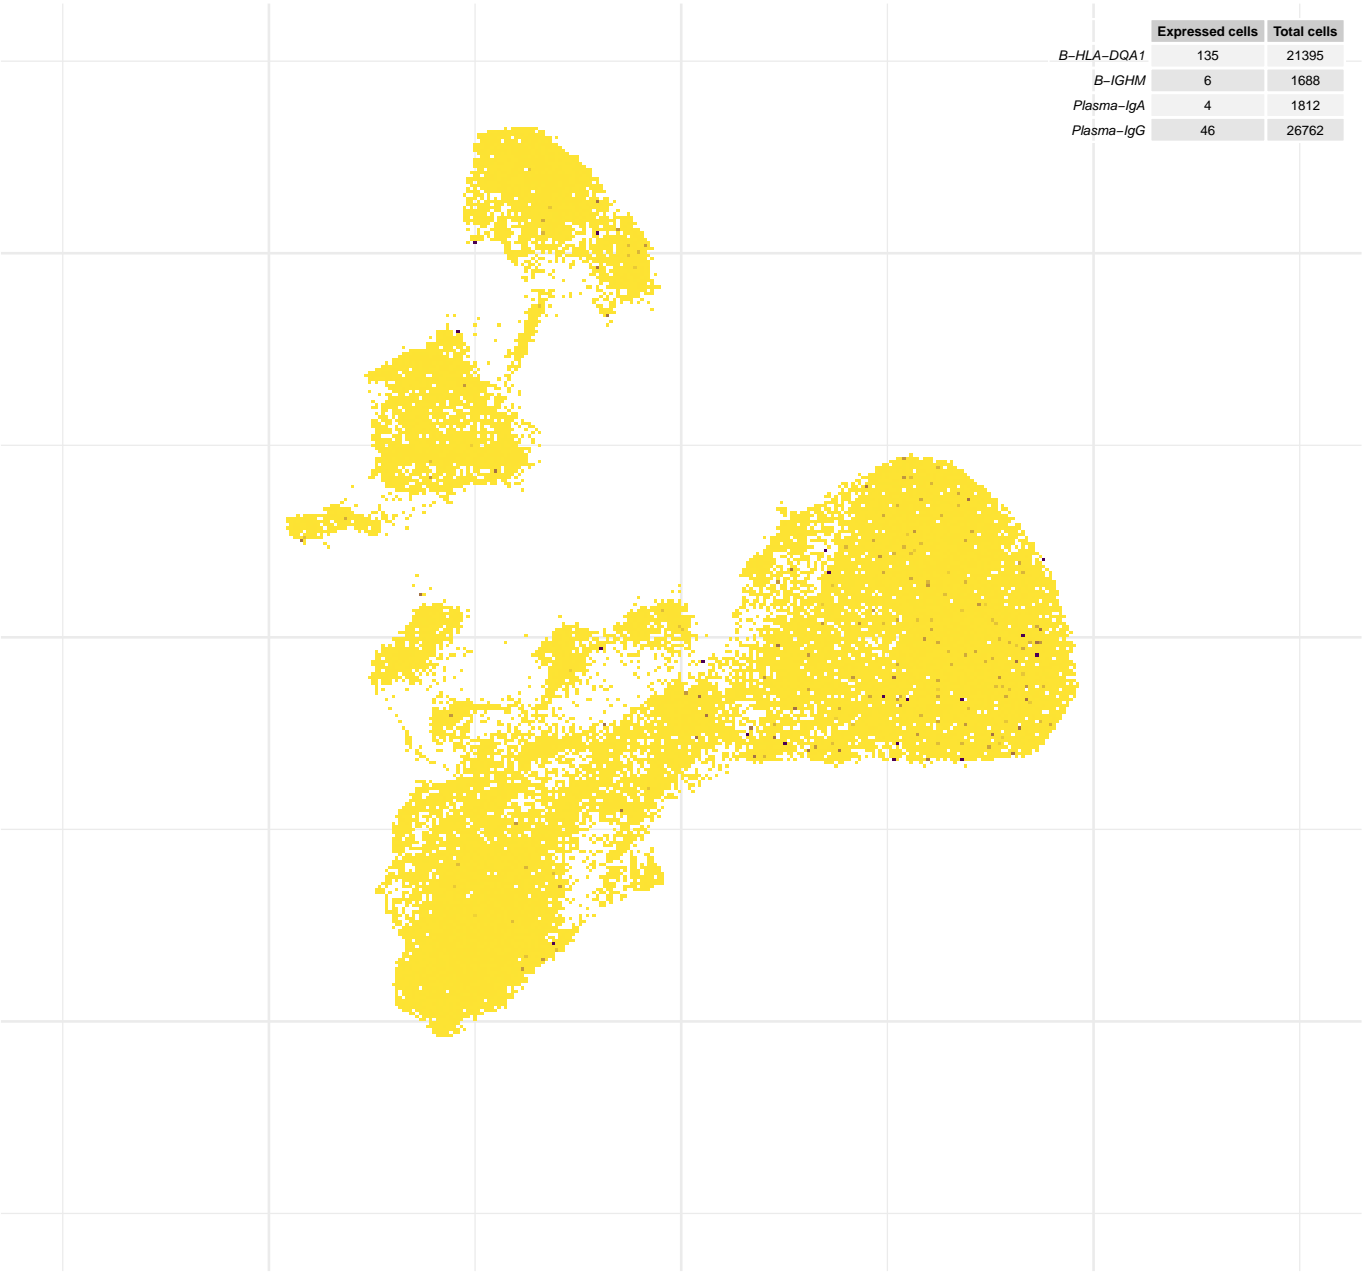 Expressed cells Total cells
B−HLA−DQA1 135 21395
B−IGHM 6 1688
Plasma−IgA 4 1812
Plasma−IgG 46 26762